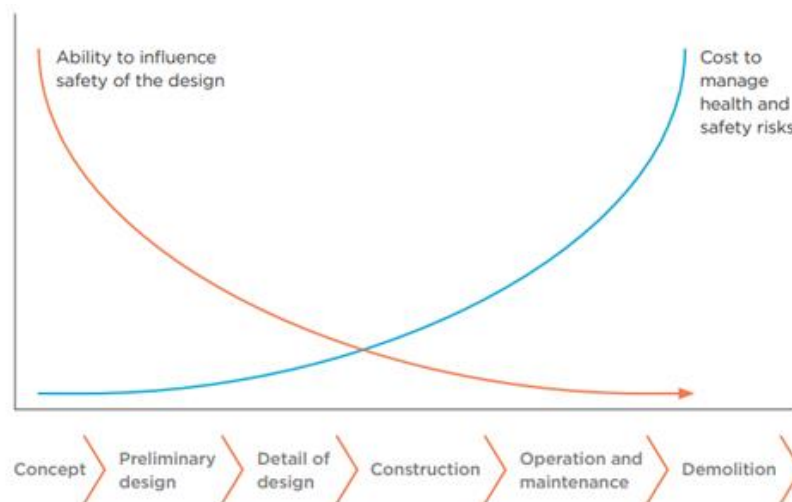 Ability to influence
safety of the design
Cost to
manage
health and
safety risks
Concept
Preliminary
design
Detail of
design
Construction
Operation and
maintenance
Demolition